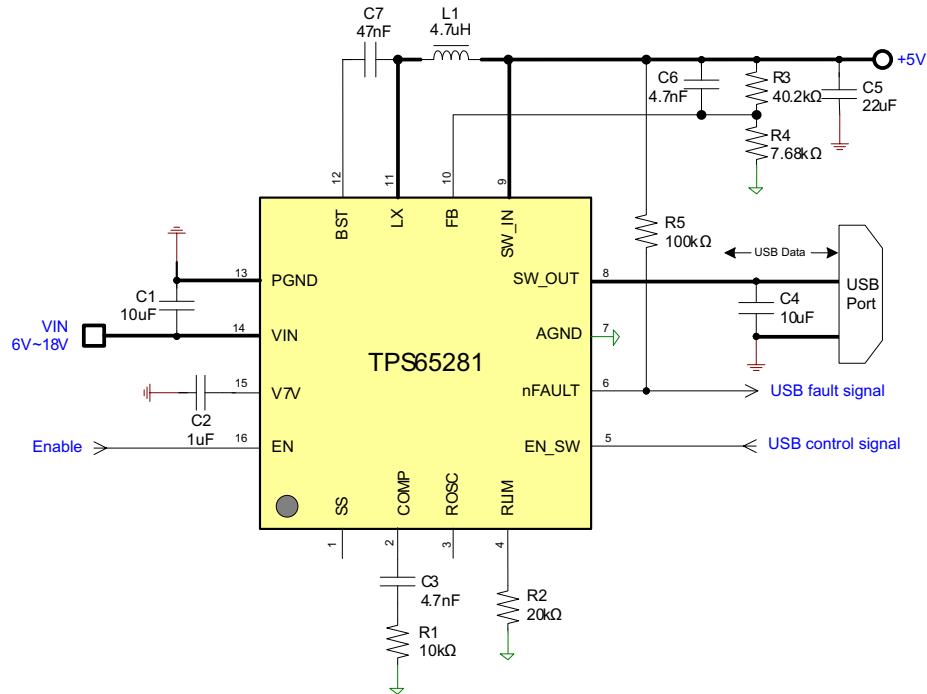 C7
47nF
L1
4.7uH
+5V
C6
4.7nF
R3
40.2kΩ
C5
22uF
R4
7.68kΩ
12
11
10
9
BST
LX
FB
SW_IN
R5
100kΩ
USB Data
13
PGND
SW_OUT
8
USB
Port
C1
10uF
C4
10uF
VIN
6V~18V
14
VIN
AGND
7
TPS65281
15
V7V
nFAULT
6
USB fault signal
C2
1uF
Enable
16
EN
EN_SW
5
USB control signal
SS
COMP
ROSC
RLIM
1
2
3
4
C3
4.7nF
R2
20kΩ
R1
10kΩ